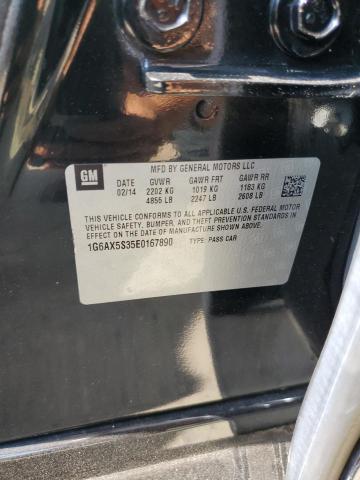 GM
MFD BY GENERAL MOTORS LLC
DATE GVWR GAWR FRT GAWR RR
02/14 2202 KG 1019 KG 1183 KG
4855 LB 2247 LB 2608 LB
THIS VEHICLE CONFORMS TO ALL APPLICABLE U.S. FEDERAL MOTOR
VEHICLE SAFETY, BUMPER, AND THEFT PREVENTION STANDARDS
IN EFFECT ON THE DATE OF MANUFACTURE SHOWN ABOVE.
1G6AX5S35E0167890 TYPE: PASS CAR